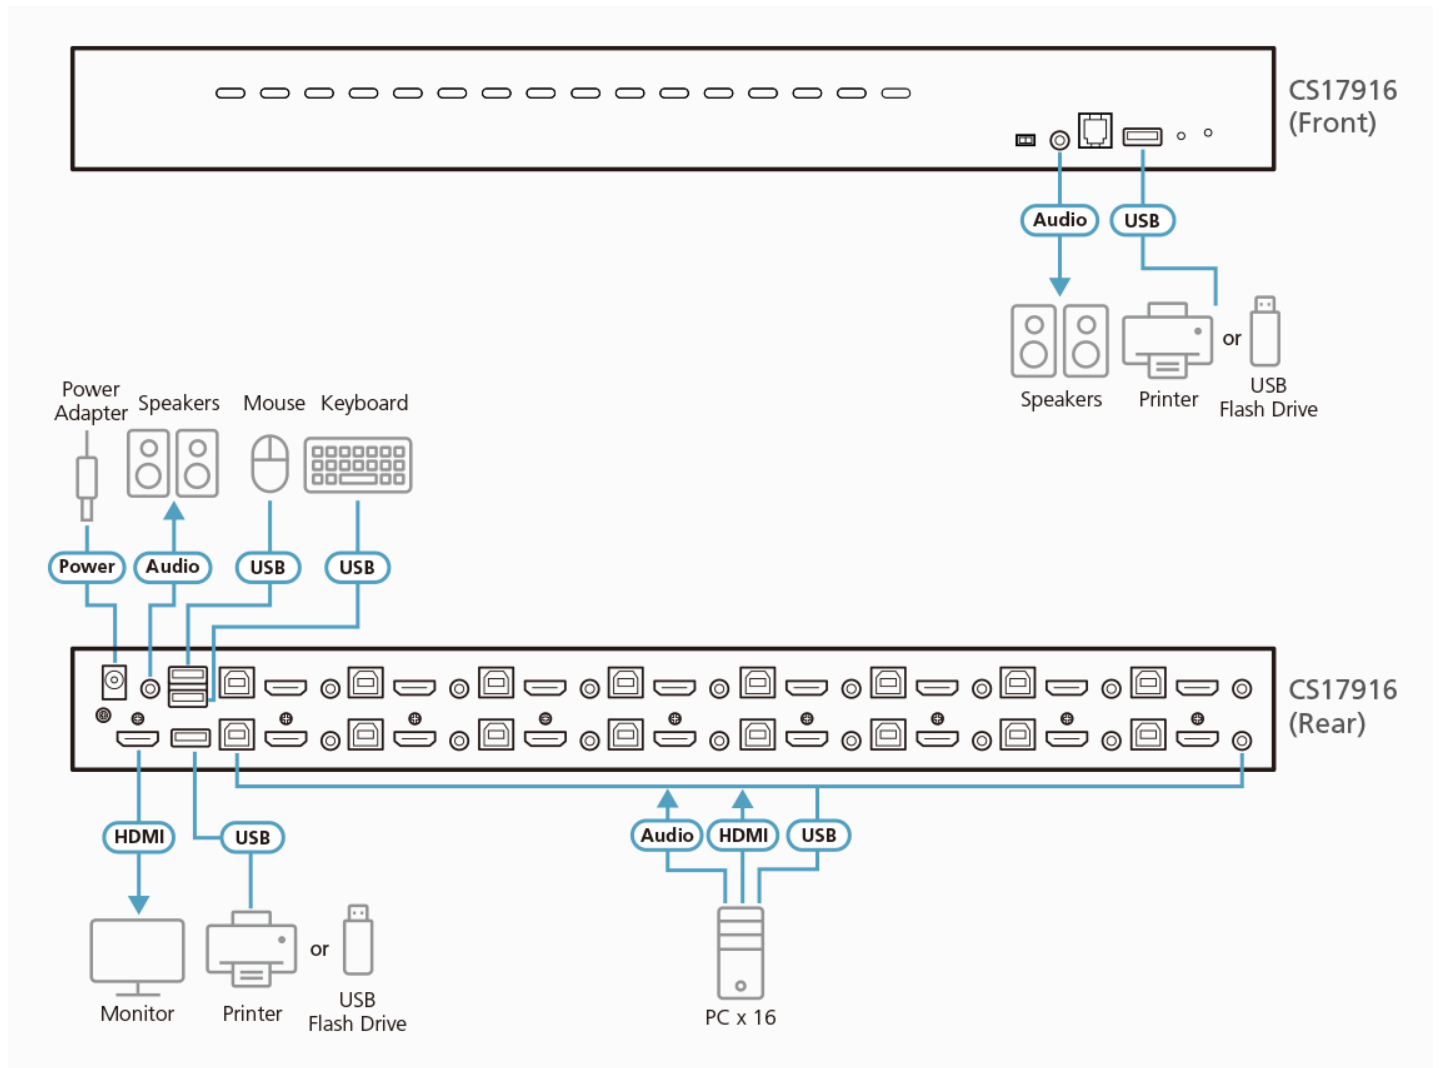 CS17916
(Front)
Audio
USB
or
Speakers
Printer
USB
Flash Drive
Power
Adapter
Speakers
Mouse
Keyboard
Power
Audio
USB
USB
CS17916
(Rear)
HDMI
USB
Audio
HDMI
USB
or
Monitor
Printer
USB
Flash Drive
PC x 16